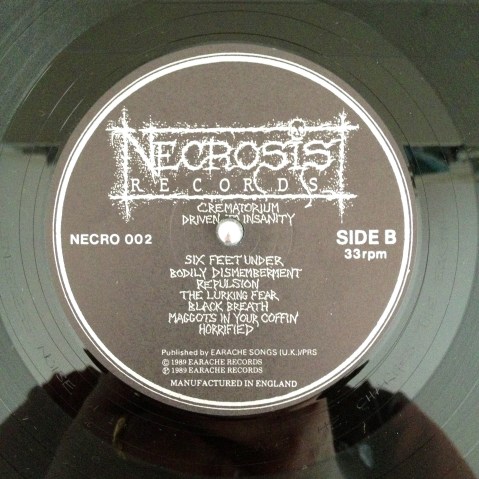 NECROSIS
RECORDS
CREMATORIUM
DRIVEN TO INSANITY
NECRO 002
SIDE B
33rpm
SIX FEET UNDER
BODILY DISMEMBERMENT
REPULSION
THE LURKING FEAR
BLACK BREATH
MAGGOTS IN YOUR COFFIN
HORRIFIED
Published by EARACHE SONGS (U.K.)/PRS
© 1989 EARACHE RECORDS
℗ 1989 EARACHE RECORDS
MANUFACTURED IN ENGLAND